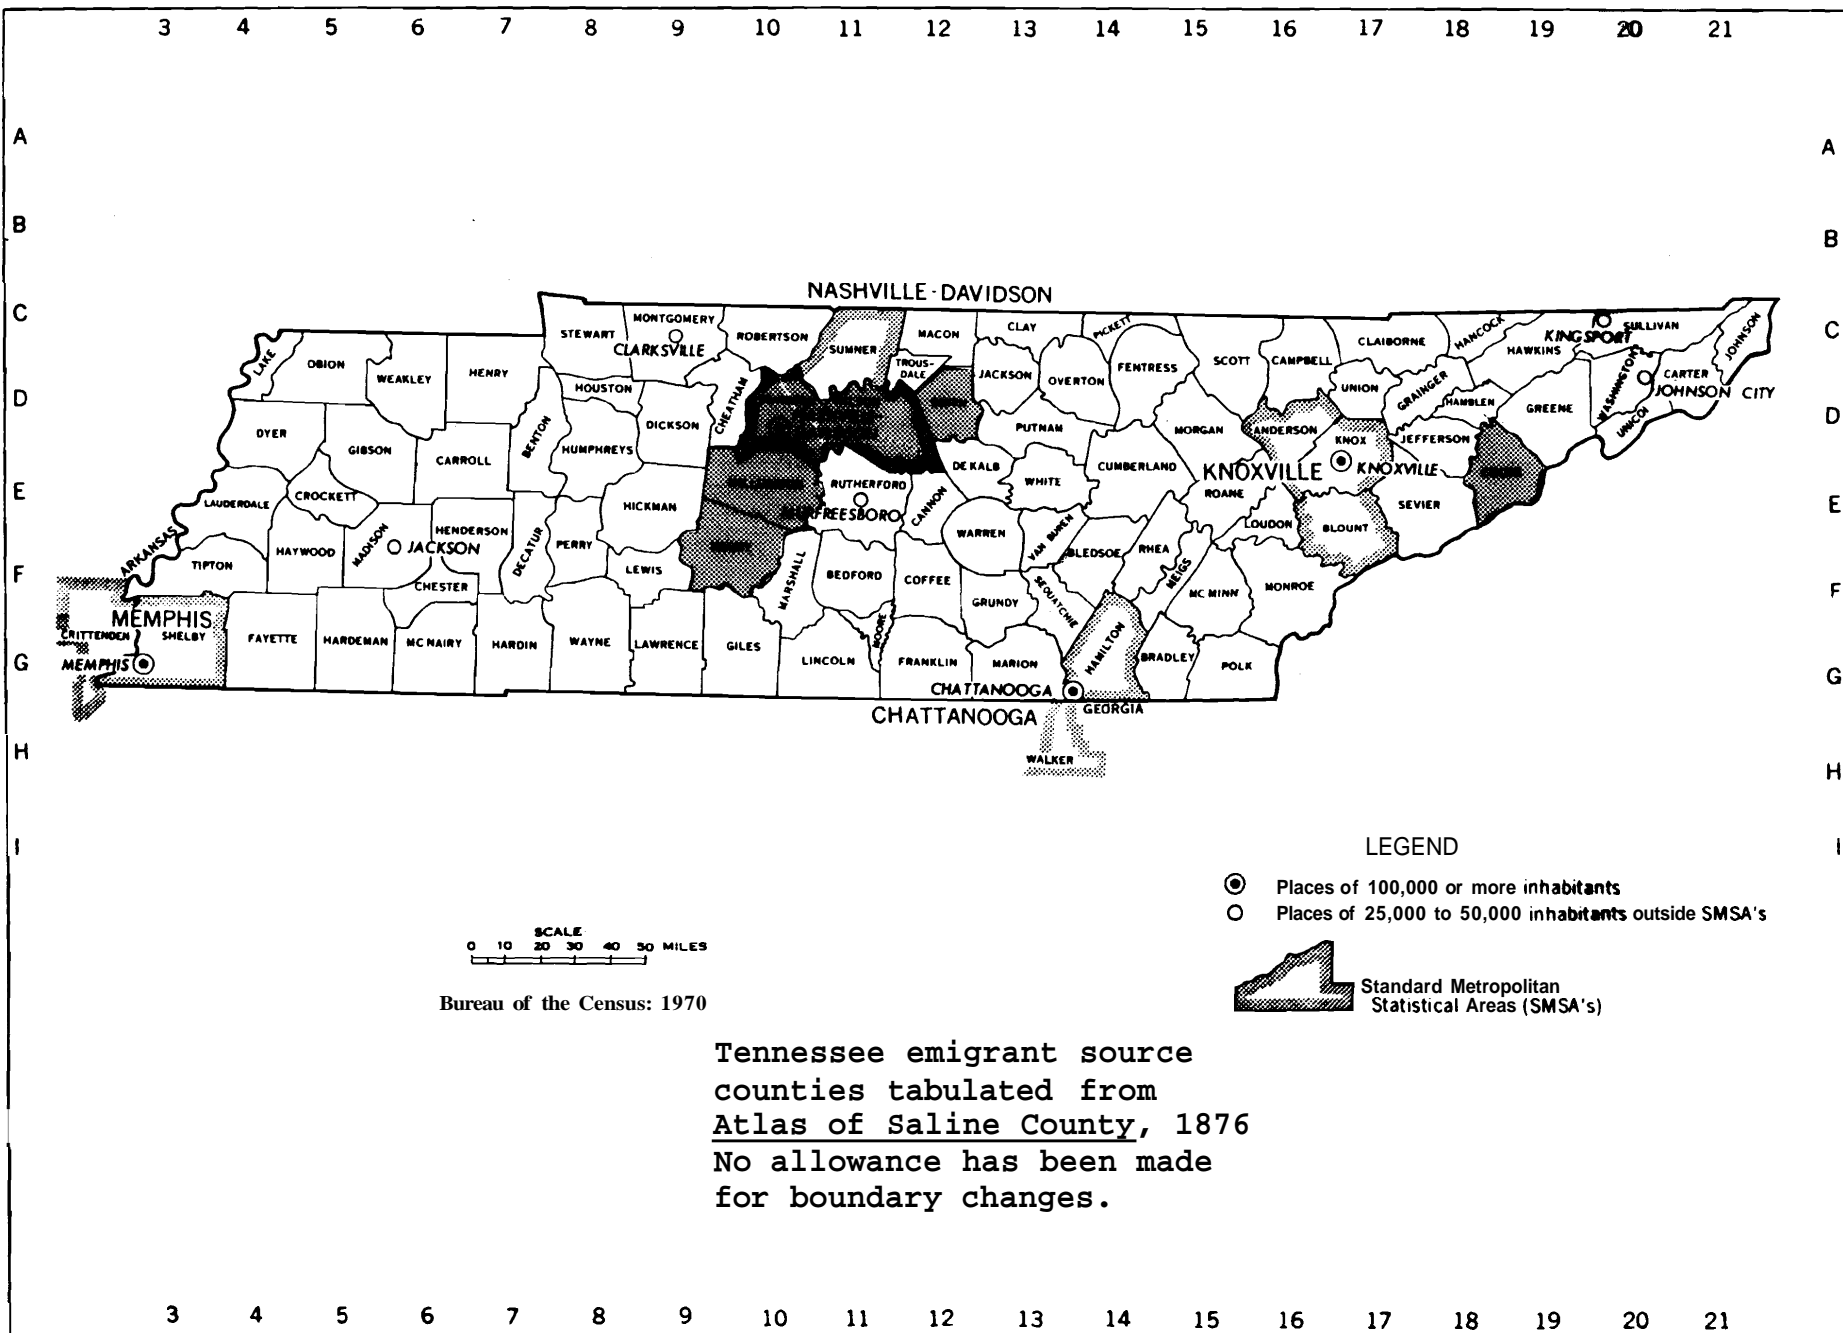 3 4 5 6 7 8 9 10 11 12 13 14 15 16 17 18 19 20 21
A A
B B
NASHVILLE-DAVIDSON
C C
STEWART MONTGOMERY ROBERTSON SUMNER MACON CLAY PICKETT SCOTT CAMPBELL CLAIBORNE HANCOCK HAWKINS KINGSPORT SULLIVAN JOHNSON
CLARKSVILLE
LAKE OBION WEAKLEY HENRY HOUSTON CHEATHAM TROUS-
DALE
JACKSON OVERTON FENTRESS UNION GRAINGER HAMBLEN GREENE WASHINGTON CARTER
JOHNSON CITY
UNICOI
D D
DYER GIBSON CARROLL BENTON HUMPHREYS DICKSON PUTNAM MORGAN ANDERSON KNOX JEFFERSON
DE KALB WHITE CUMBERLAND KNOXVILLE KNOXVILLE
E E
LAUDERDALE CROCKETT HICKMAN RUTHERFORD CANNON ROANE SEVIER
MURFREESBORO
ARKANSAS MADISON HENDERSON DECATUR PERRY WARREN VAN BUREN LOUDON BLOUNT
HAYWOOD JACKSON BLEDSOE RHEA MEIGS
F F
TIPTON CHESTER LEWIS MARSHALL BEDFORD COFFEE GRUNDY SEQUATCHIE MC MINN MONROE
MEMPHIS
CRITTENDEN SHELBY FAYETTE HARDEMAN MC NAIRY HARDIN WAYNE LAWRENCE GILES LINCOLN MOORE FRANKLIN MARION HAMILTON BRADLEY POLK
G G
MEMPHIS
CHATTANOOGA
CHATTANOOGA GEORGIA
H H
WALKER
I I
LEGEND
Places of 100,000 or more inhabitants
Places of 25,000 to 50,000 inhabitants outside SMSA's
Standard Metropolitan
Statistical Areas (SMSA's)
SCALE
0 10 20 30 40 50 MILES
Bureau of the Census: 1970
Tennessee emigrant source
counties tabulated from
Atlas of Saline County, 1876
No allowance has been made
for boundary changes.
3 4 5 6 7 8 9 10 11 12 13 14 15 16 17 18 19 20 21